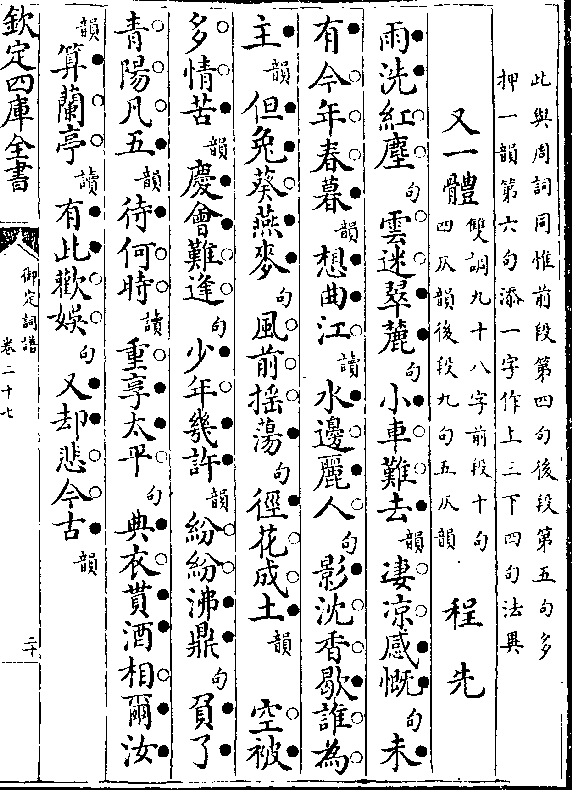 此與周詞同惟前段第四句後段第五句多
押一韻第六句添一字作上三下四句法異
又一體
雙調九十八字前段十句
四仄韻後段九句五仄韻
程先
雨洗紅塵句雲迷翠麓句小車難去韻凄凉感慨句未
有今年春暮韻想曲江讀水邊麗人句影沈香歇誰為
主韻但兔葵燕麥句風前摇蕩句徑花成土韻 空被
多情苦韻慶會難逢句少年幾許韻紛紛沸鼎句負了
青陽凡五韻待何時讀重享太平句典衣貰酒相爾汝
韻算蘭亭讀有此歡娛句又却悲今古韻
欽定四庫全書
御定詞譜
卷二十七
二十